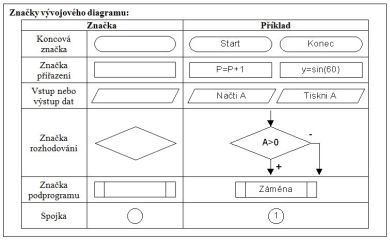 Značky vývojového diagramu:
Značka Příklad
Koncová
značka
Start Konec
Značka
přiřazení
P=P+1 y=sin(60)
Vstup nebo
výstup dat
Načti A Tiskni A
Značka
rozhodování
A>0 -
+
Značka
podprogramu
Záměna
Spojka
1